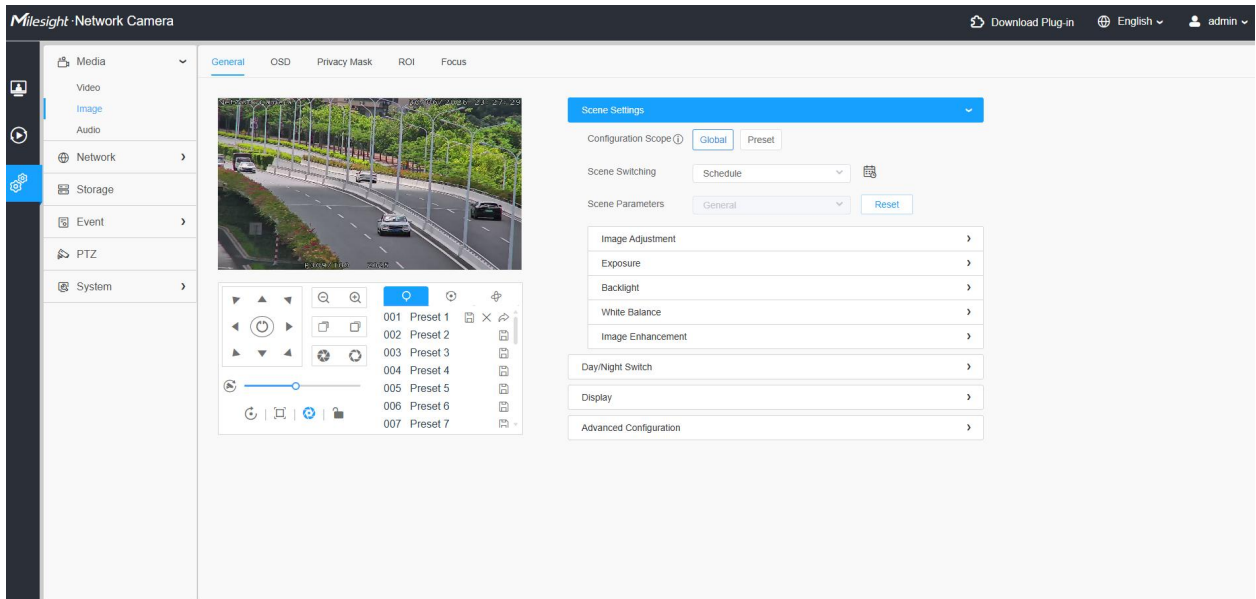 Milesight · Network Camera
Download Plug-in
English
admin
Media
Video
Image
Audio
Network
Storage
Event
PTZ
System
General OSD Privacy Mask ROI Focus
Scene Settings
Configuration Scope Global Preset
Scene Switching Schedule
Scene Parameters General Reset
Image Adjustment
Exposure
Backlight
White Balance
Image Enhancement
Day/Night Switch
Display
Advanced Configuration
001 Preset 1
002 Preset 2
003 Preset 3
004 Preset 4
005 Preset 5
006 Preset 6
007 Preset 7